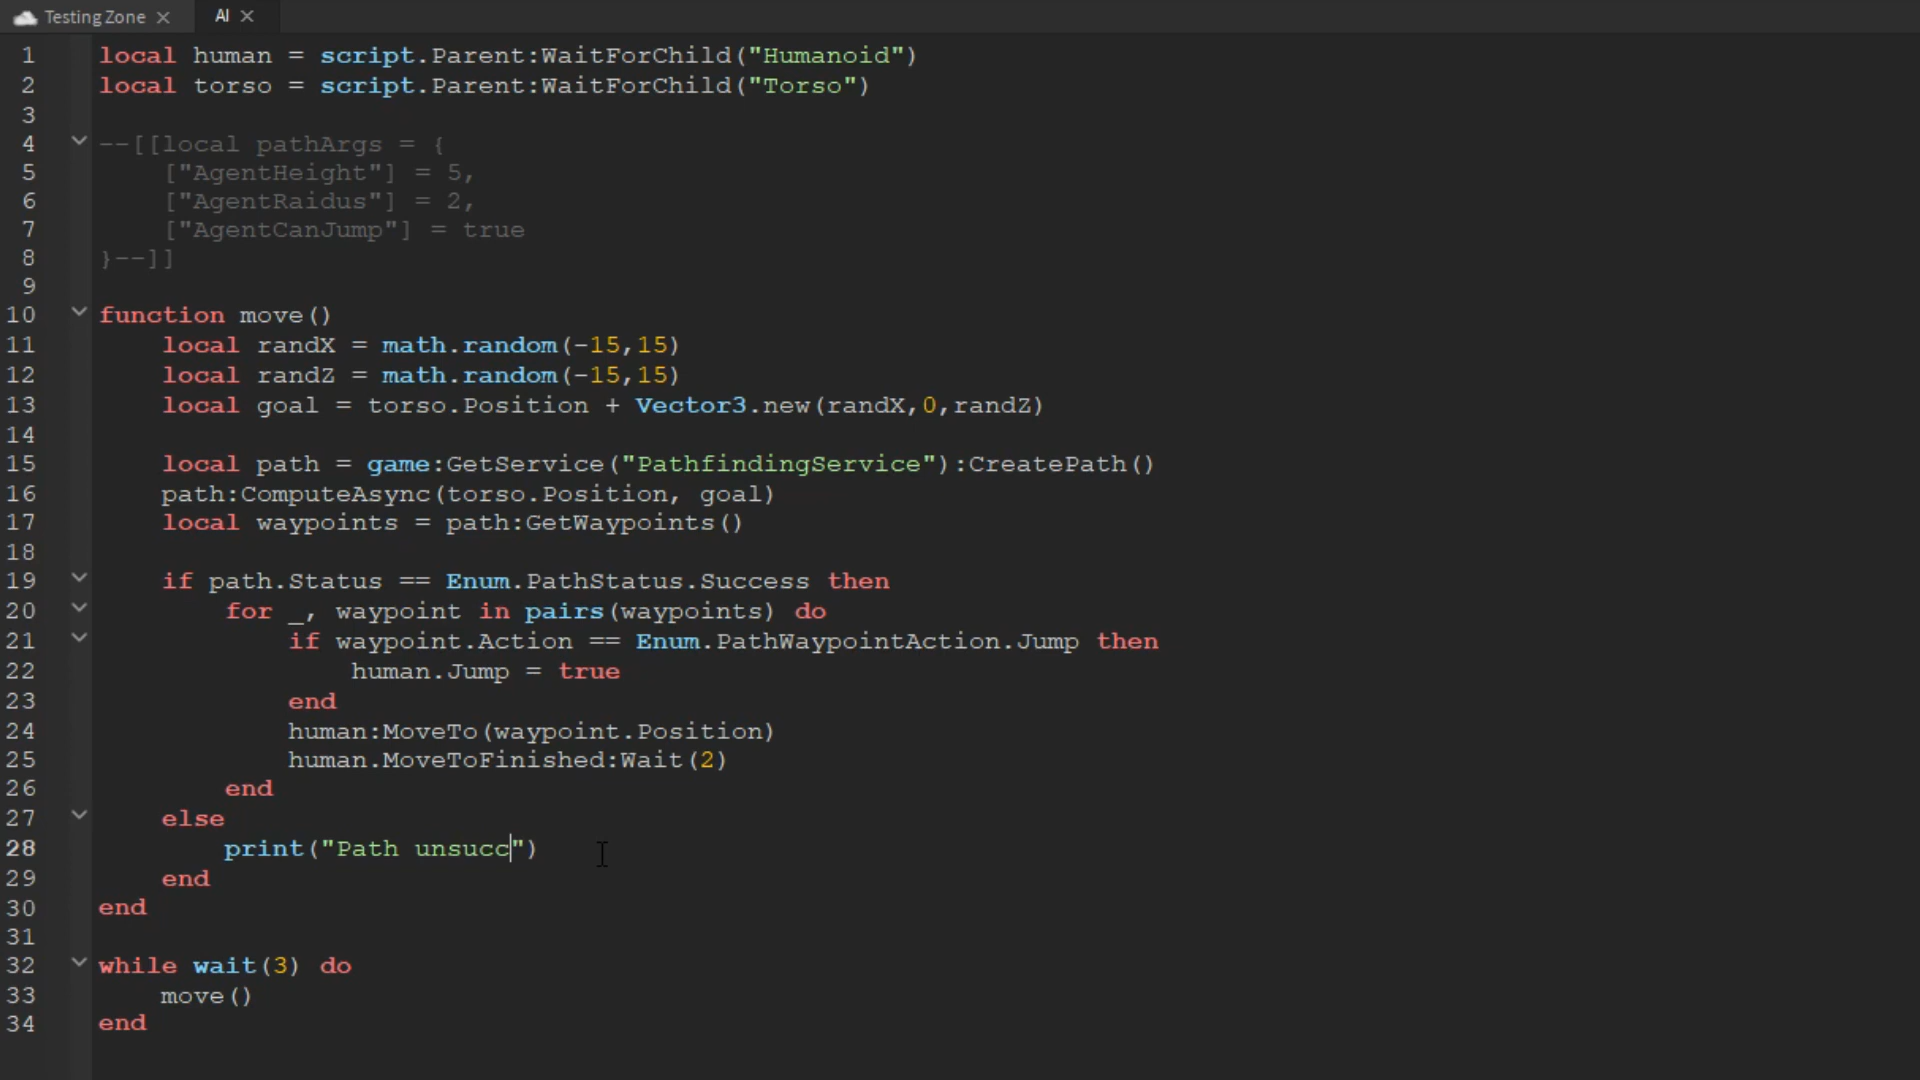 Testing Zone AI
1 local human = script.Parent:WaitForChild("Humanoid")
2 local torso = script.Parent:WaitForChild("Torso")
3
4 --[[local pathArgs = {
5     ["AgentHeight"] = 5,
6     ["AgentRaidus"] = 2,
7     ["AgentCanJump"] = true
8 }--]]
9
10 function move()
11     local randX = math.random(-15,15)
12     local randZ = math.random(-15,15)
13     local goal = torso.Position + Vector3.new(randX,0,randZ)
14
15     local path = game:GetService("PathfindingService"):CreatePath()
16     path:ComputeAsync(torso.Position, goal)
17     local waypoints = path:GetWaypoints()
18
19     if path.Status == Enum.PathStatus.Success then
20         for _, waypoint in pairs(waypoints) do
21             if waypoint.Action == Enum.PathWaypointAction.Jump then
22                 human.Jump = true
23             end
24             human:MoveTo(waypoint.Position)
25             human.MoveToFinished:Wait(2)
26         end
27     else
28         print("Path unsucc")
29     end
30 end
31
32 while wait(3) do
33     move()
34 end